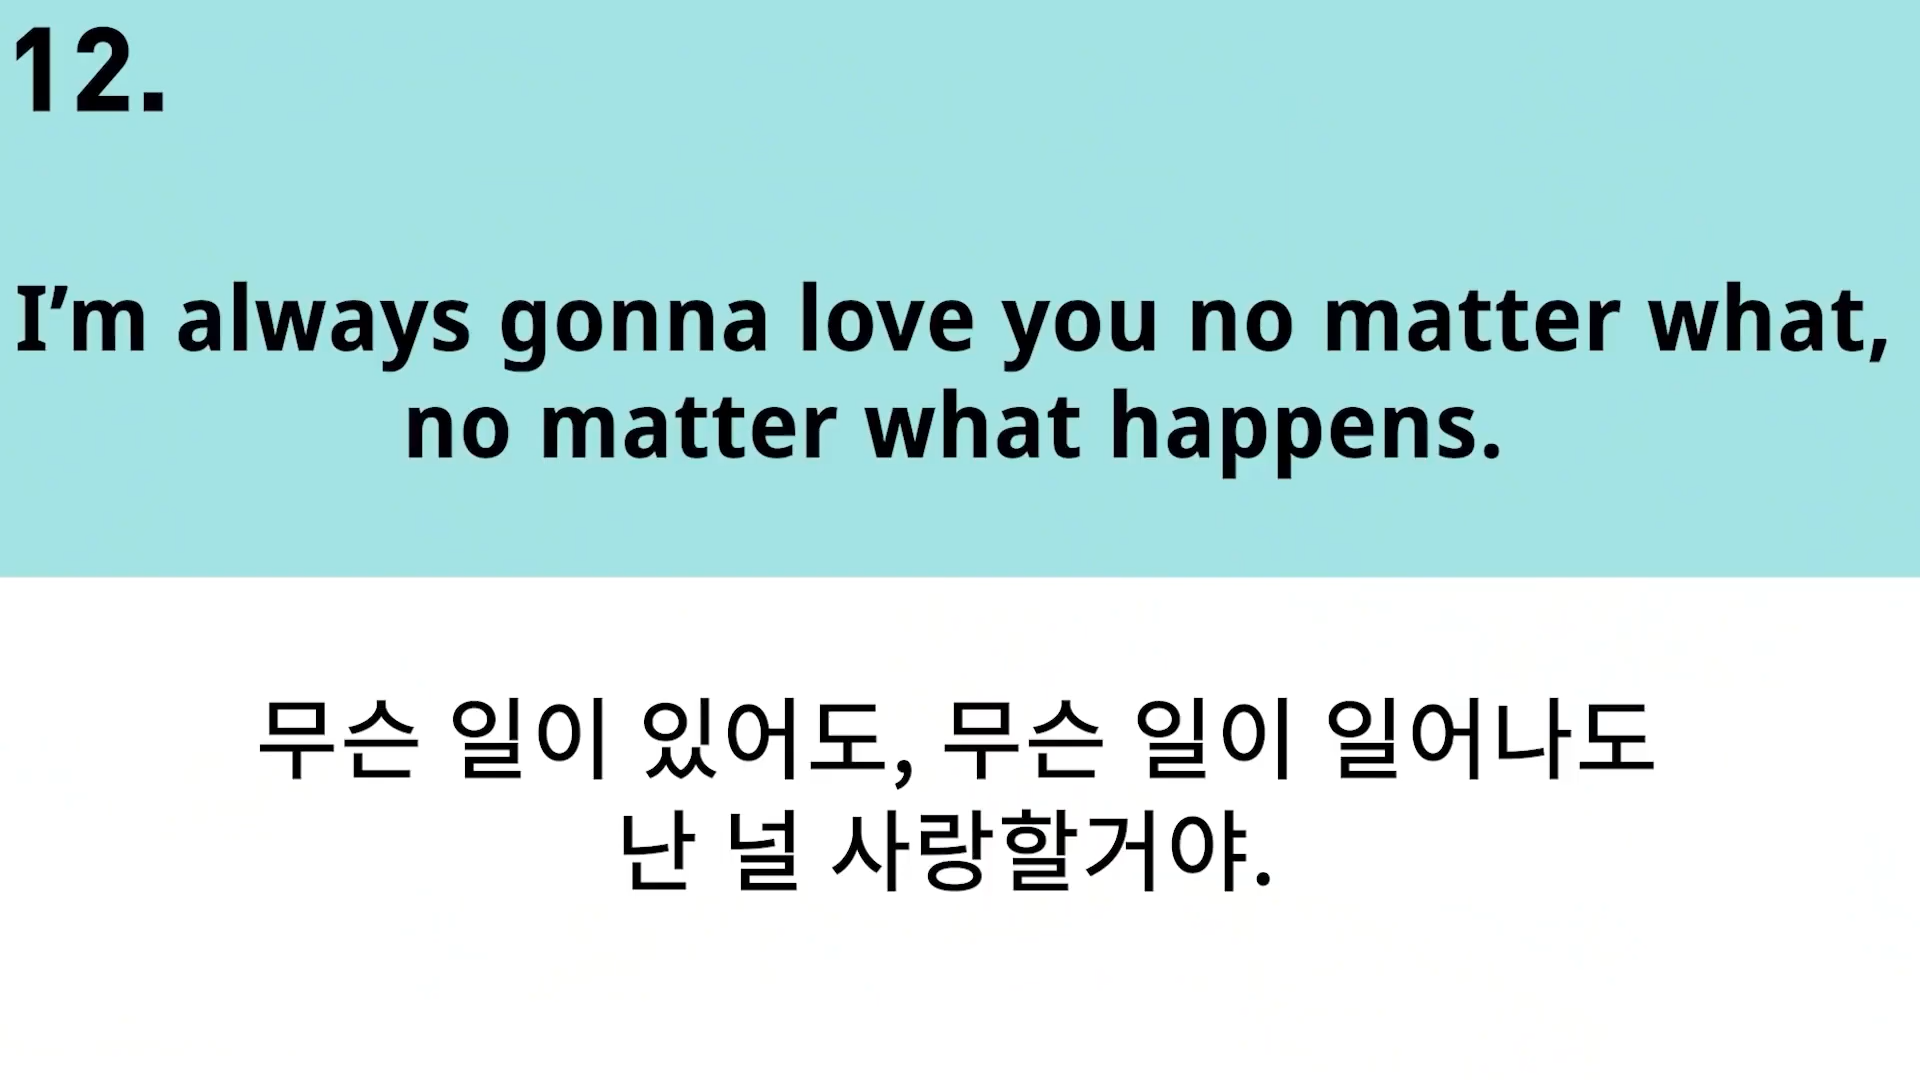 12.
I’m always gonna love you no matter what,
no matter what happens.
무슨 일이 있어도, 무슨 일이 일어나도
난 널 사랑할거야.